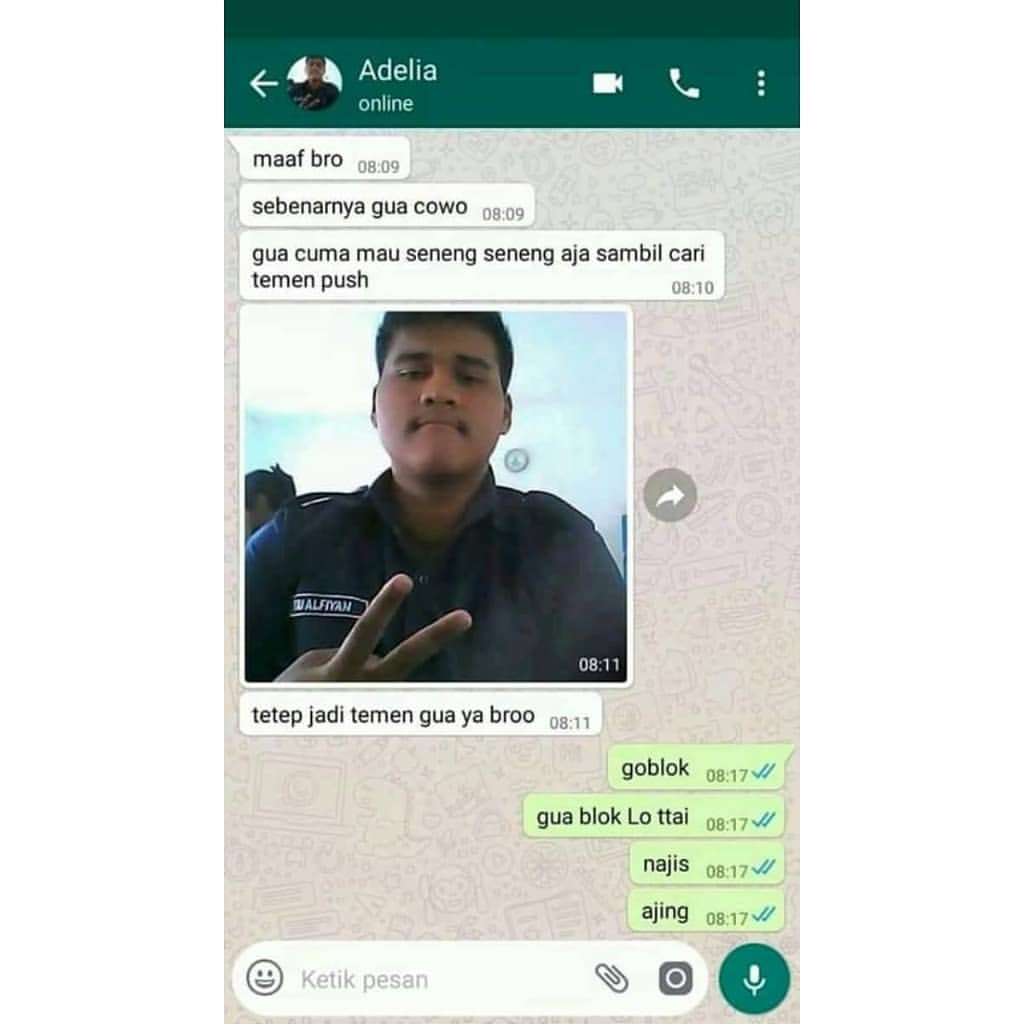 Adelia
online
maaf bro 08:09
sebenarnya gua cowo 08:09
gua cuma mau seneng seneng aja sambil cari
temen push 08:10
ALFIYAH
08:11
tetep jadi temen gua ya broo 08:11
goblok 08:17
gua blok Lo ttai 08:17
najis 08:17
ajing 08:17
Ketik pesan